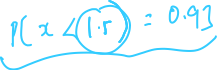 P( x < 1.5 ) = 0.93